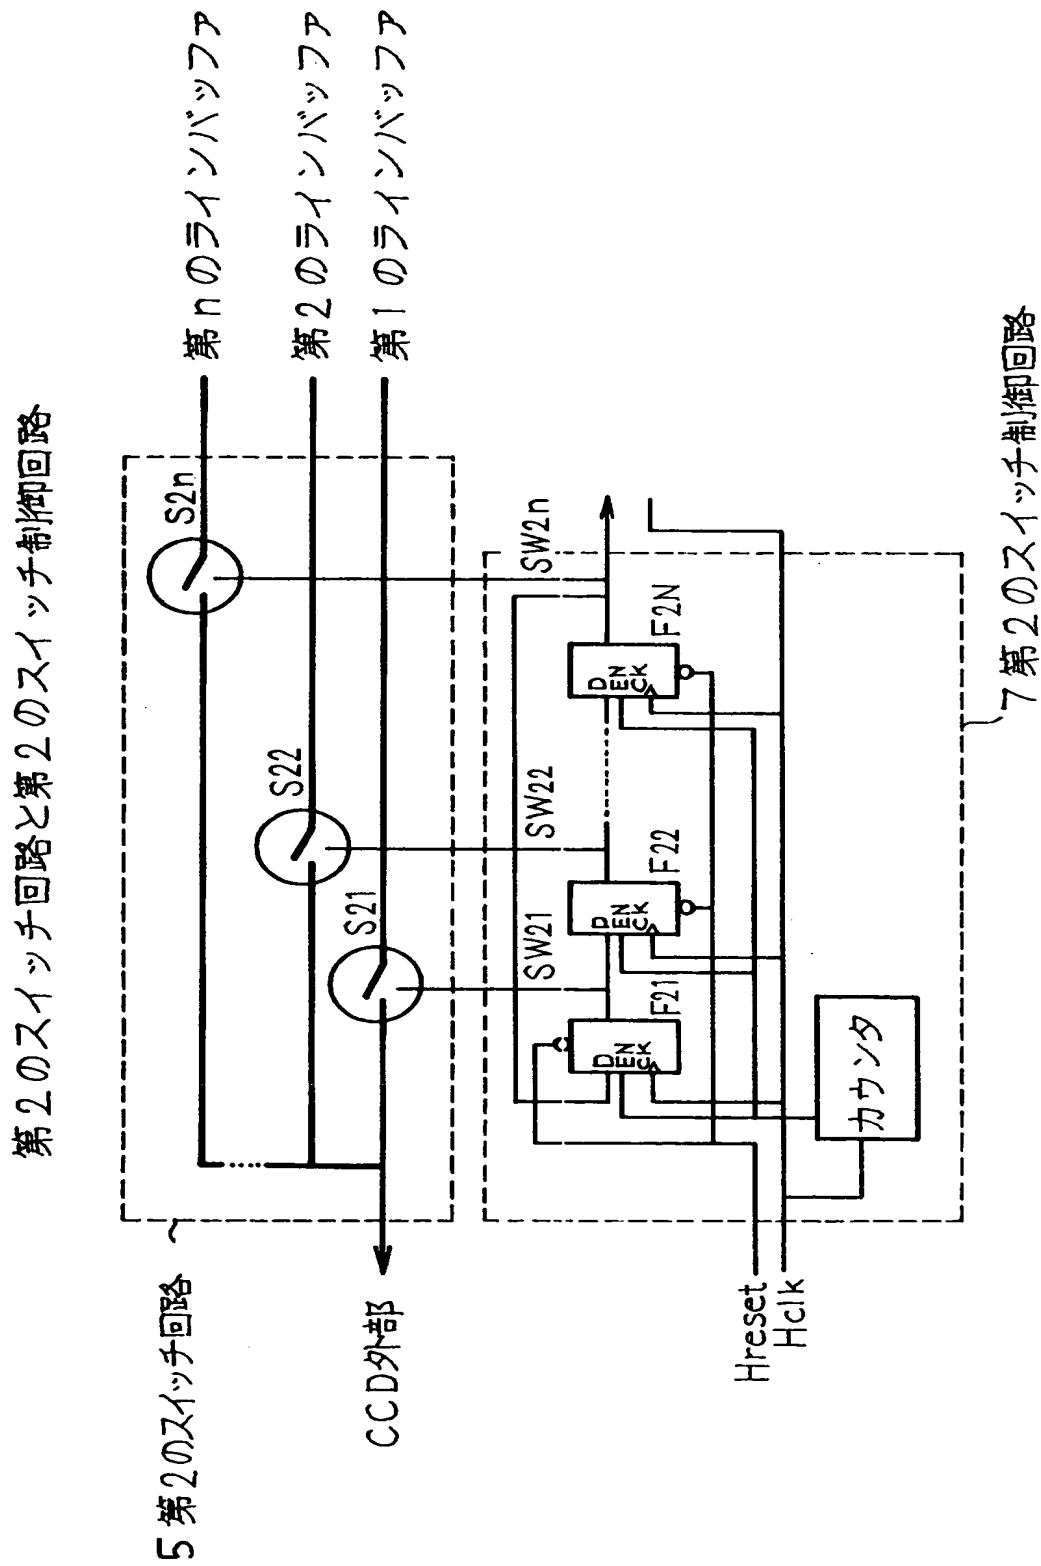 第2のスイッチ回路と第2のスイッチ制御回路
5 第2のスイッチ回路
CCD外部
S21
S22
S2n
第nのラインバッファ
第2のラインバッファ
第1のラインバッファ
SW21
SW22
SW2n
D
EN
CK
F21
D
EN
CK
F22
D
EN
CK
F2N
カウンタ
Hreset
Hclk
7 第2のスイッチ制御回路